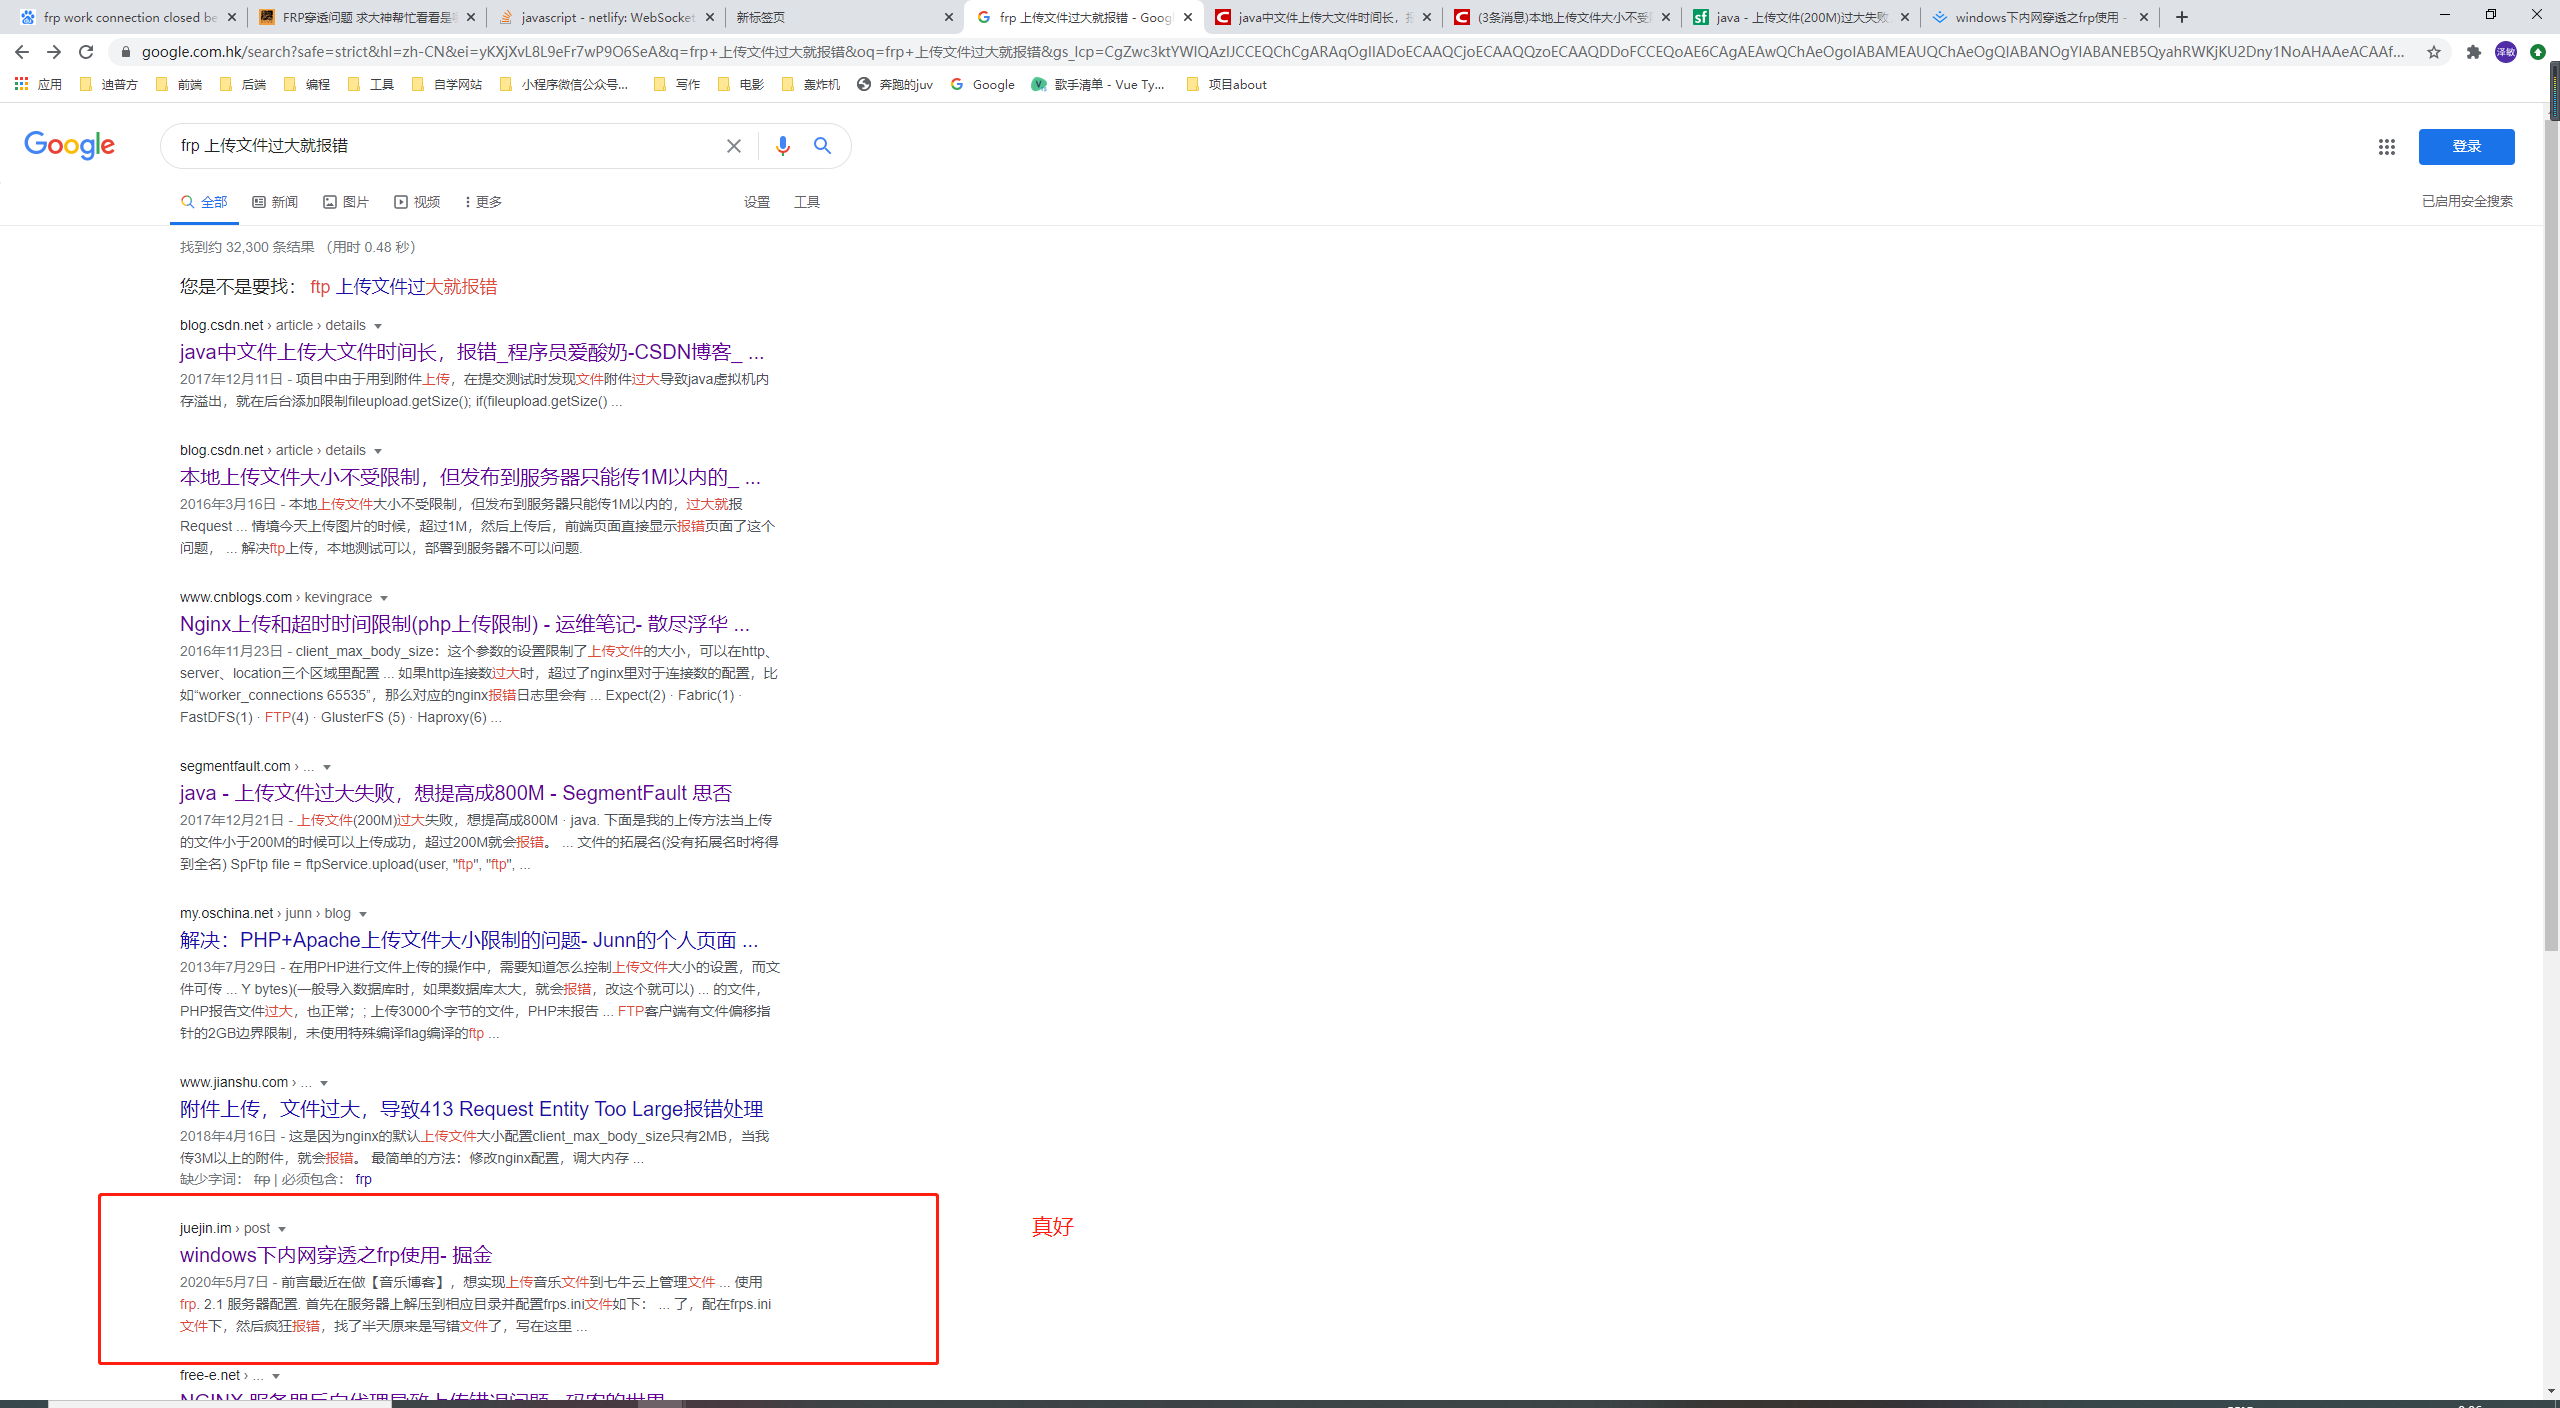 frp work connection closed be
FRP穿透问题 求大神帮忙看看是
javascript - netlify: WebSocket
新标签页
frp 上传文件过大就报错 - Goog
java中文件上传大文件时间长，
(3条消息)本地上传文件大小不受
java - 上传文件(200M)过大失败
windows下内网穿透之frp使用 -
google.com.hk/search?safe=strict&hl=zh-CN&ei=yKXjXvL8L9eFr7wP9O6SeA&q=frp+上传文件过大就报错&oq=frp+上传文件过大就报错&gs_lcp=CgZwc3ktYWIQAzIJCCEQChCgARAqOgIIADoECAAQCjoECAAQQzoECAAQDDoFCCEQoAE6CAgAEAwQChAeOgoIABAMEAUQChAeOgQIABANOgYIABANEB5QyahRWKjKU2Dny1NoAHAAeACAAf...
泽敏
应用 迪普方 前端 后端 编程 工具 自学网站 小程序微信公众号... 写作 电影 轰炸机 奔跑的juv Google 歌手清单 - Vue Ty... 项目about
Google
frp 上传文件过大就报错
登录
全部 新闻 图片 视频 更多 设置 工具
已启用安全搜索
找到约 32,300 条结果 （用时 0.48 秒）
您是不是要找： ftp 上传文件过大就报错
blog.csdn.net › article › details
java中文件上传大文件时间长，报错_程序员爱酸奶-CSDN博客_ ...
2017年12月11日 - 项目中由于用到附件上传，在提交测试时发现文件附件过大导致java虚拟机内
存溢出，就在后台添加限制fileupload.getSize(); if(fileupload.getSize() ...
blog.csdn.net › article › details
本地上传文件大小不受限制，但发布到服务器只能传1M以内的_ ...
2016年3月16日 - 本地上传文件大小不受限制，但发布到服务器只能传1M以内的，过大就报
Request ... 情境今天上传图片的时候，超过1M，然后上传后，前端页面直接显示报错页面了这个
问题， ... 解决ftp上传，本地测试可以，部署到服务器不可以问题.
www.cnblogs.com › kevingrace
Nginx上传和超时时间限制(php上传限制) - 运维笔记- 散尽浮华 ...
2016年11月23日 - client_max_body_size：这个参数的设置限制了上传文件的大小，可以在http、
server、location三个区域里配置 ... 如果http连接数过大时，超过了nginx里对于连接数的配置，比
如“worker_connections 65535”，那么对应的nginx报错日志里会有 ... Expect(2) · Fabric(1) ·
FastDFS(1) · FTP(4) · GlusterFS (5) · Haproxy(6) ...
segmentfault.com › ...
java - 上传文件过大失败，想提高成800M - SegmentFault 思否
2017年12月21日 - 上传文件(200M)过大失败，想提高成800M · java. 下面是我的上传方法当上传
的文件小于200M的时候可以上传成功，超过200M就会报错。 ... 文件的拓展名(没有拓展名时将得
到全名) SpFtp file = ftpService.upload(user, "ftp", "ftp", ...
my.oschina.net › junn › blog
解决：PHP+Apache上传文件大小限制的问题- Junn的个人页面 ...
2013年7月29日 - 在用PHP进行文件上传的操作中，需要知道怎么控制上传文件大小的设置，而文
件可传 ... Y bytes)(一般导入数据库时，如果数据库太大，就会报错，改这个就可以) ... 的文件，
PHP报告文件过大，也正常；; 上传3000个字节的文件，PHP未报告 ... FTP客户端有文件偏移指
针的2GB边界限制，未使用特殊编译flag编译的ftp ...
www.jianshu.com › ...
附件上传，文件过大，导致413 Request Entity Too Large报错处理
2018年4月16日 - 这是因为nginx的默认上传文件大小配置client_max_body_size只有2MB，当我
传3M以上的附件，就会报错。 最简单的方法：修改nginx配置，调大内存 ...
缺少字词： frp | 必须包含： frp
juejin.im › post
windows下内网穿透之frp使用- 掘金
2020年5月7日 - 前言最近在做【音乐博客】，想实现上传音乐文件到七牛云上管理文件 ... 使用
frp. 2.1 服务器配置. 首先在服务器上解压到相应目录并配置frps.ini文件如下： ... 了，配在frps.ini
文件下，然后疯狂报错，找了半天原来是写错文件了，写在这里 ...
真好
free-e.net › ...
NGINX 服务器反向代理导致上传错误问题- 码农的世界